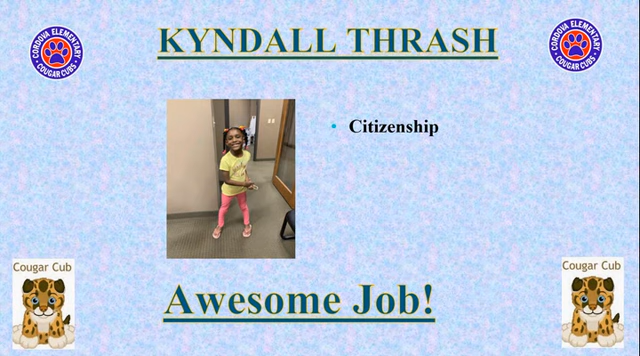 KYNDALL THRASH
CORDOVA ELEMENTARY
COUGAR CUBS
CORDOVA ELEMENTARY
COUGAR CUBS
• Citizenship
Cougar Cub
Cougar Cub
Awesome Job!